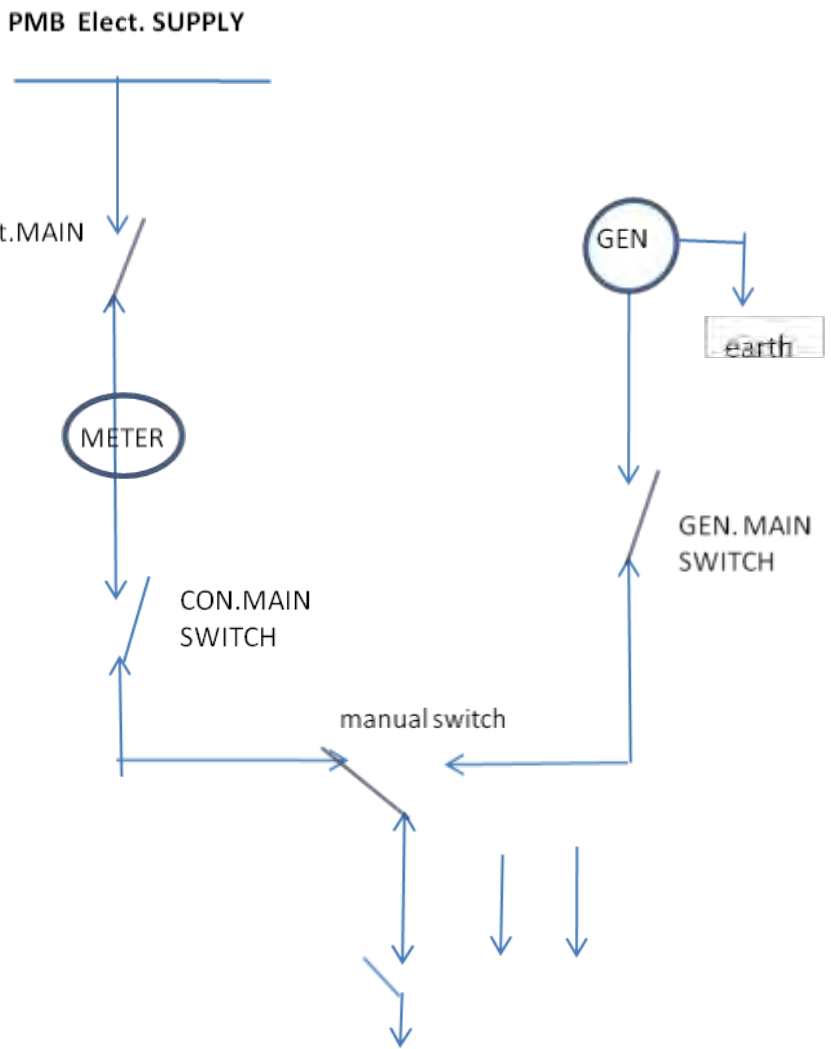 PMB Elect. SUPPLY
t.MAIN
GEN
earth
METER
GEN. MAIN
SWITCH
CON.MAIN
SWITCH
manual switch